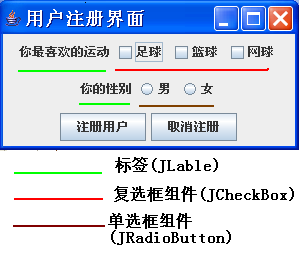 用户注册界面
你最喜欢的运动 足球 篮球 网球
你的性别 男 女
注册用户 取消注册
标签(JLable)
复选框组件(JCheckBox)
单选框组件
(JRadioButton)